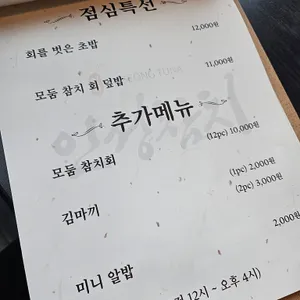 점심특선
회를 벗은 초밥 12,000원
모둠 참치 회 덮밥 11,000원
추가메뉴
모둠 참치회 (12pc) 10,000원
김마끼 (1pc) 2,000원
(2pc) 3,000원
미니 알밥 2,000원
12시~오후 4시)